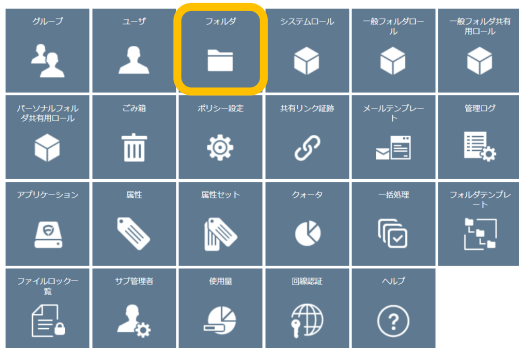 グループ
ユーザ
フォルダ
システムロール
一般フォルダロー
ル
一般フォルダ共有
用ロール
パーソナルフォル
ダ共有用ロール
ごみ箱
ポリシー設定
共有リンク証跡
メールテンプレー
ト
管理ログ
アプリケーション
属性
属性セット
クォータ
一括処理
フォルダテンプレ
ート
ファイルロック一
覧
サブ管理者
使用量
回線認証
ヘルプ